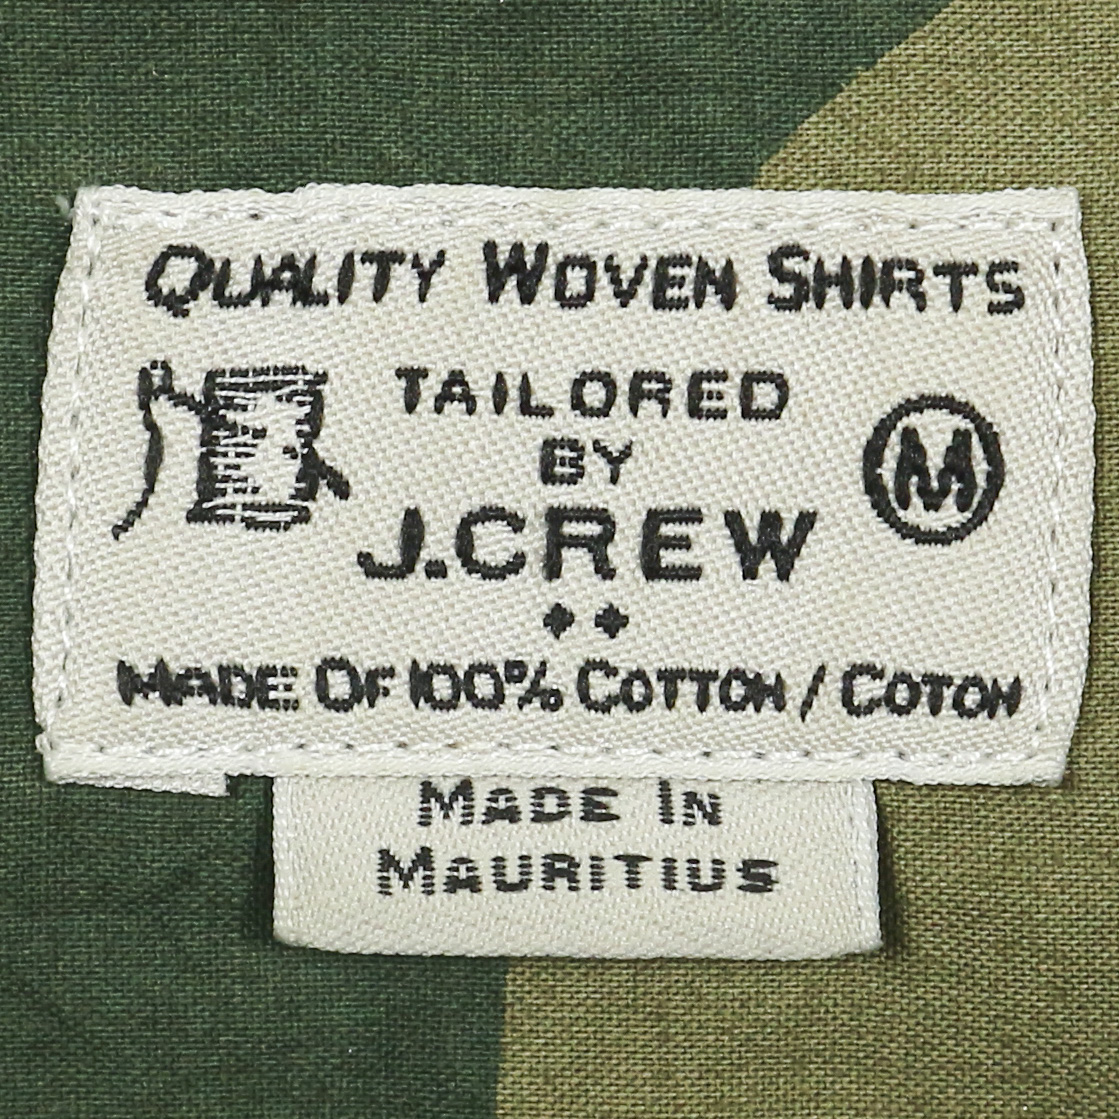 QUALITY WOVEN SHIRTS
TAILORED
BY
J.CREW
M
MADE OF 100% COTTON / COTON
MADE IN
MAURITIUS